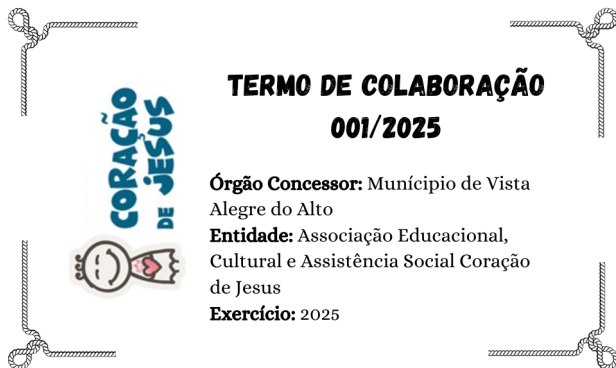 CORAÇÃO
DE JESUS
TERMO DE COLABORAÇÃO
001/2025
Órgão Concessor: Munícipio de Vista
Alegre do Alto
Entidade: Associação Educacional,
Cultural e Assistência Social Coração
de Jesus
Exercício: 2025